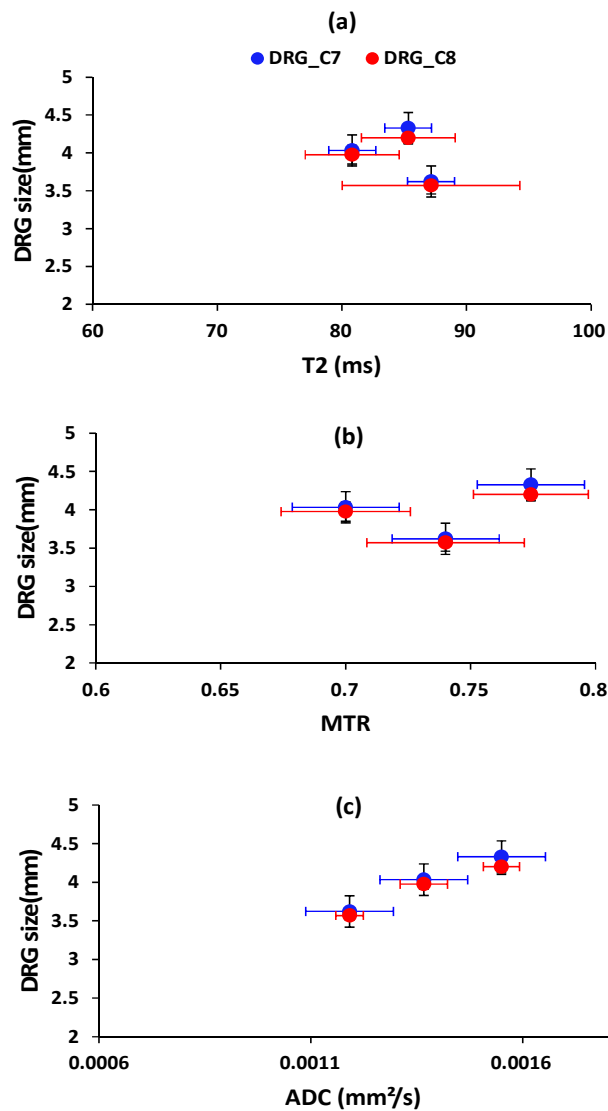 (a)
DRG_C7 DRG_C8
DRG size(mm)
5
4.5
4
3.5
3
2.5
2
60 70 80 90 100
T2 (ms)
(b)
DRG size(mm)
5
4.5
4
3.5
3
2.5
2
0.6 0.65 0.7 0.75 0.8
MTR
(c)
DRG size(mm)
5
4.5
4
3.5
3
2.5
2
0.0006 0.0011 0.0016
ADC (mm²/s)